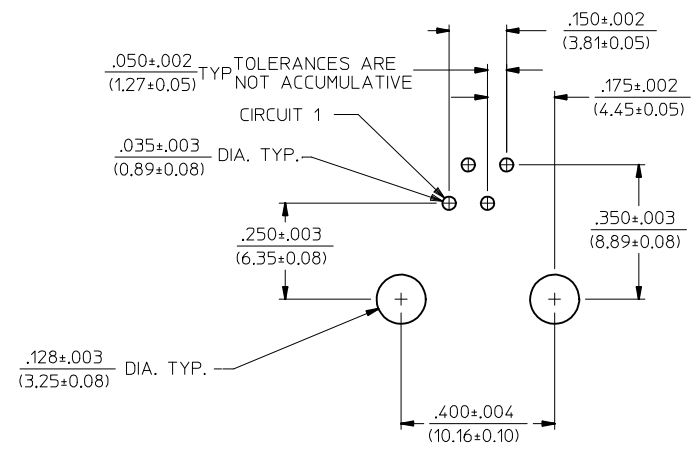 .150±.002
(3.81±0.05)
.050±.002
(1.27±0.05)
TYP
TOLERANCES ARE
NOT ACCUMULATIVE
.175±.002
(4.45±0.05)
CIRCUIT 1
.035±.003
(0.89±0.08)
DIA. TYP.
.250±.003
(6.35±0.08)
.350±.003
(8.89±0.08)
.128±.003
(3.25±0.08)
DIA. TYP.
.400±.004
(10.16±0.10)